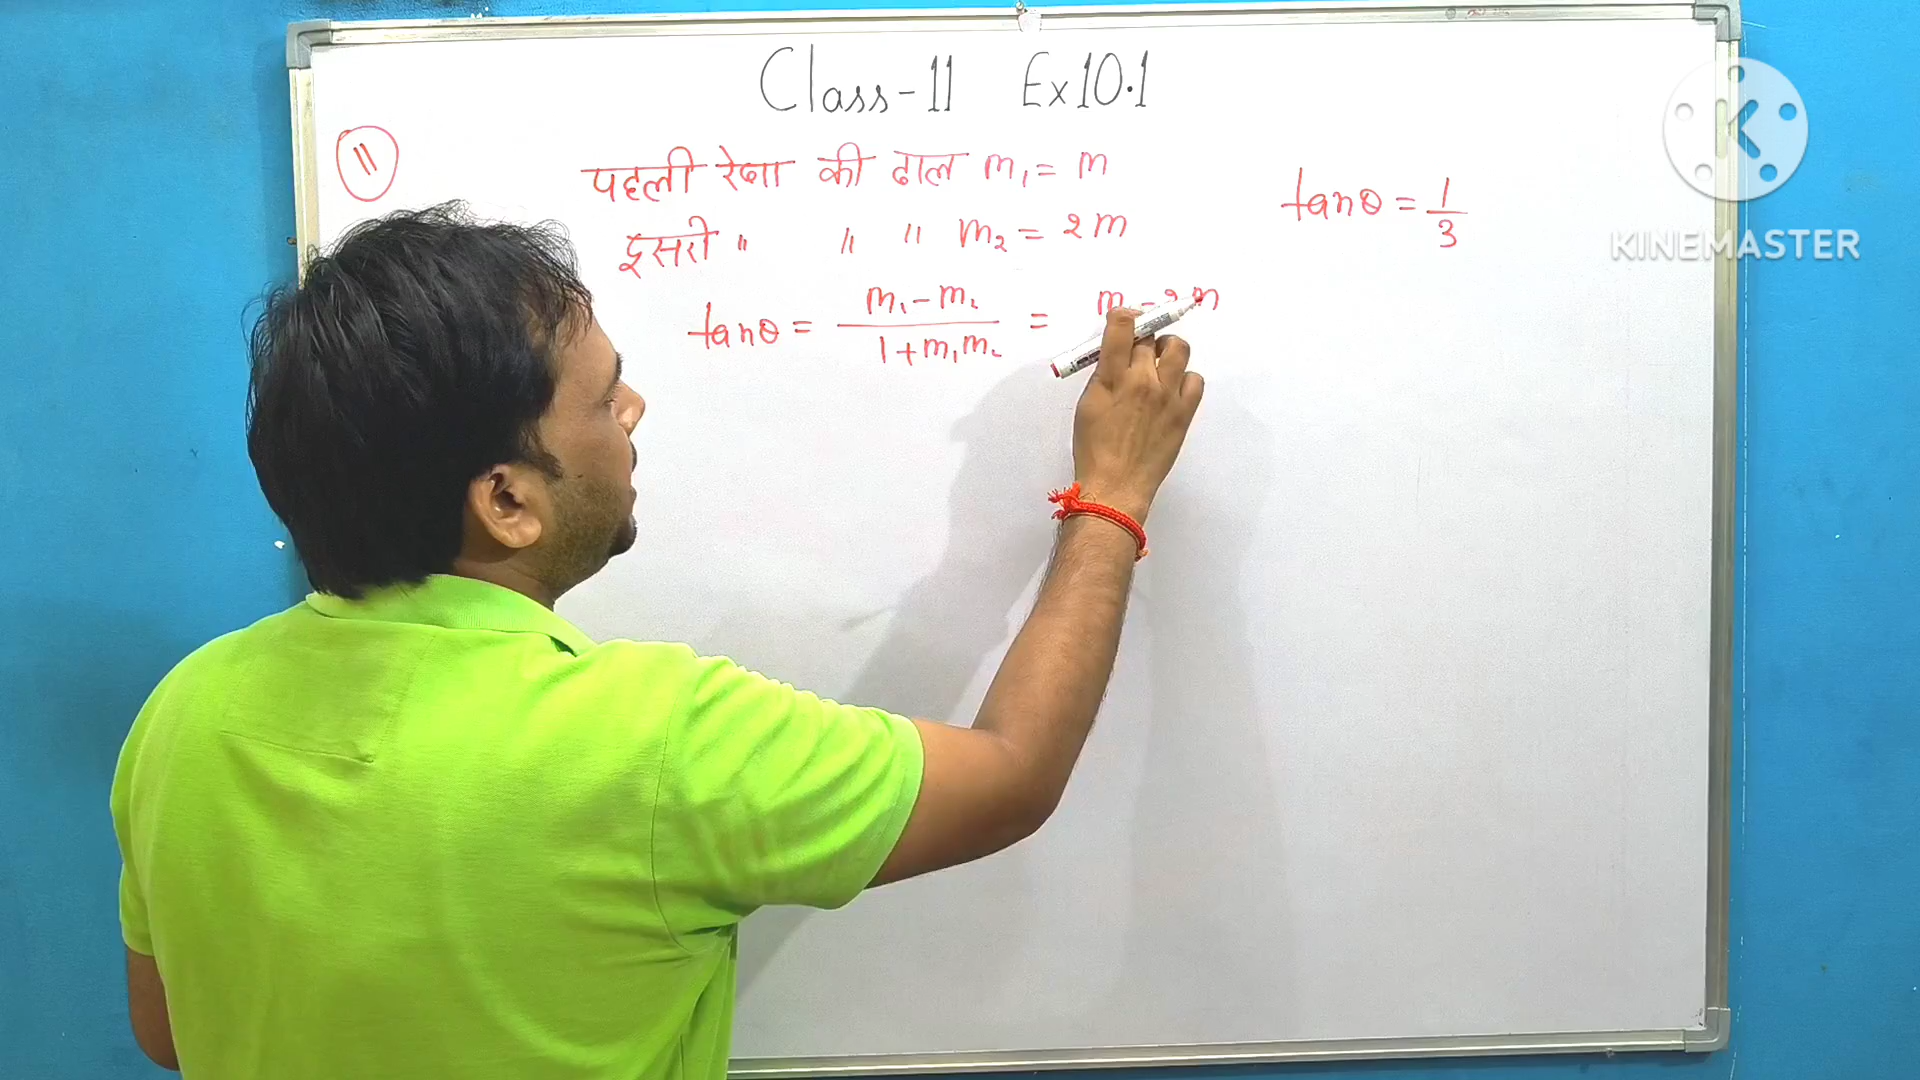 Class-11 Ex10.1
11
पहली रेखा की ढाल m₁ = m
दुसरी " " " m₂ = 2m
tanθ = 1/3
tanθ = (m₁-m₂)/(1+m₁m₂) = m - 2m
KINEMASTER